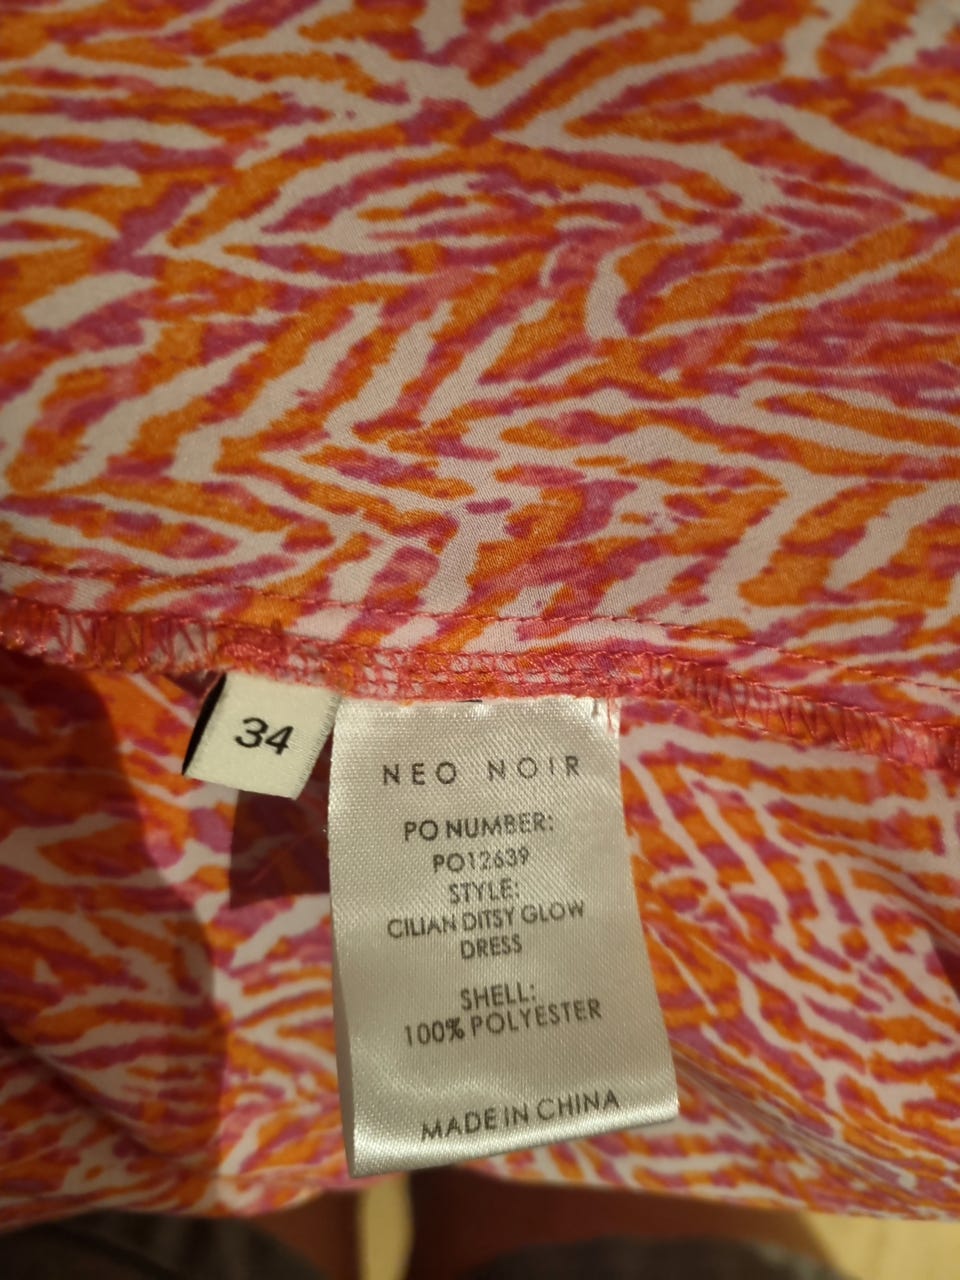 34
NEO NOIR
PO NUMBER:
PO12639
STYLE:
CILIAN DITSY GLOW
DRESS
SHELL:
100% POLYESTER
MADE IN CHINA